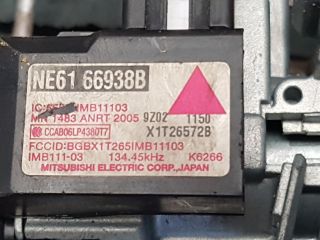 NE61 66938B
IMB11103
1483 ANRT 2005 9Z02 1150
CCAB06LP4380T7 X1T26572B
FCCID:BGBX1T265IMB11103
IMB111-03 134.45kHz K6266
MITSUBISHI ELECTRIC CORP., JAPAN